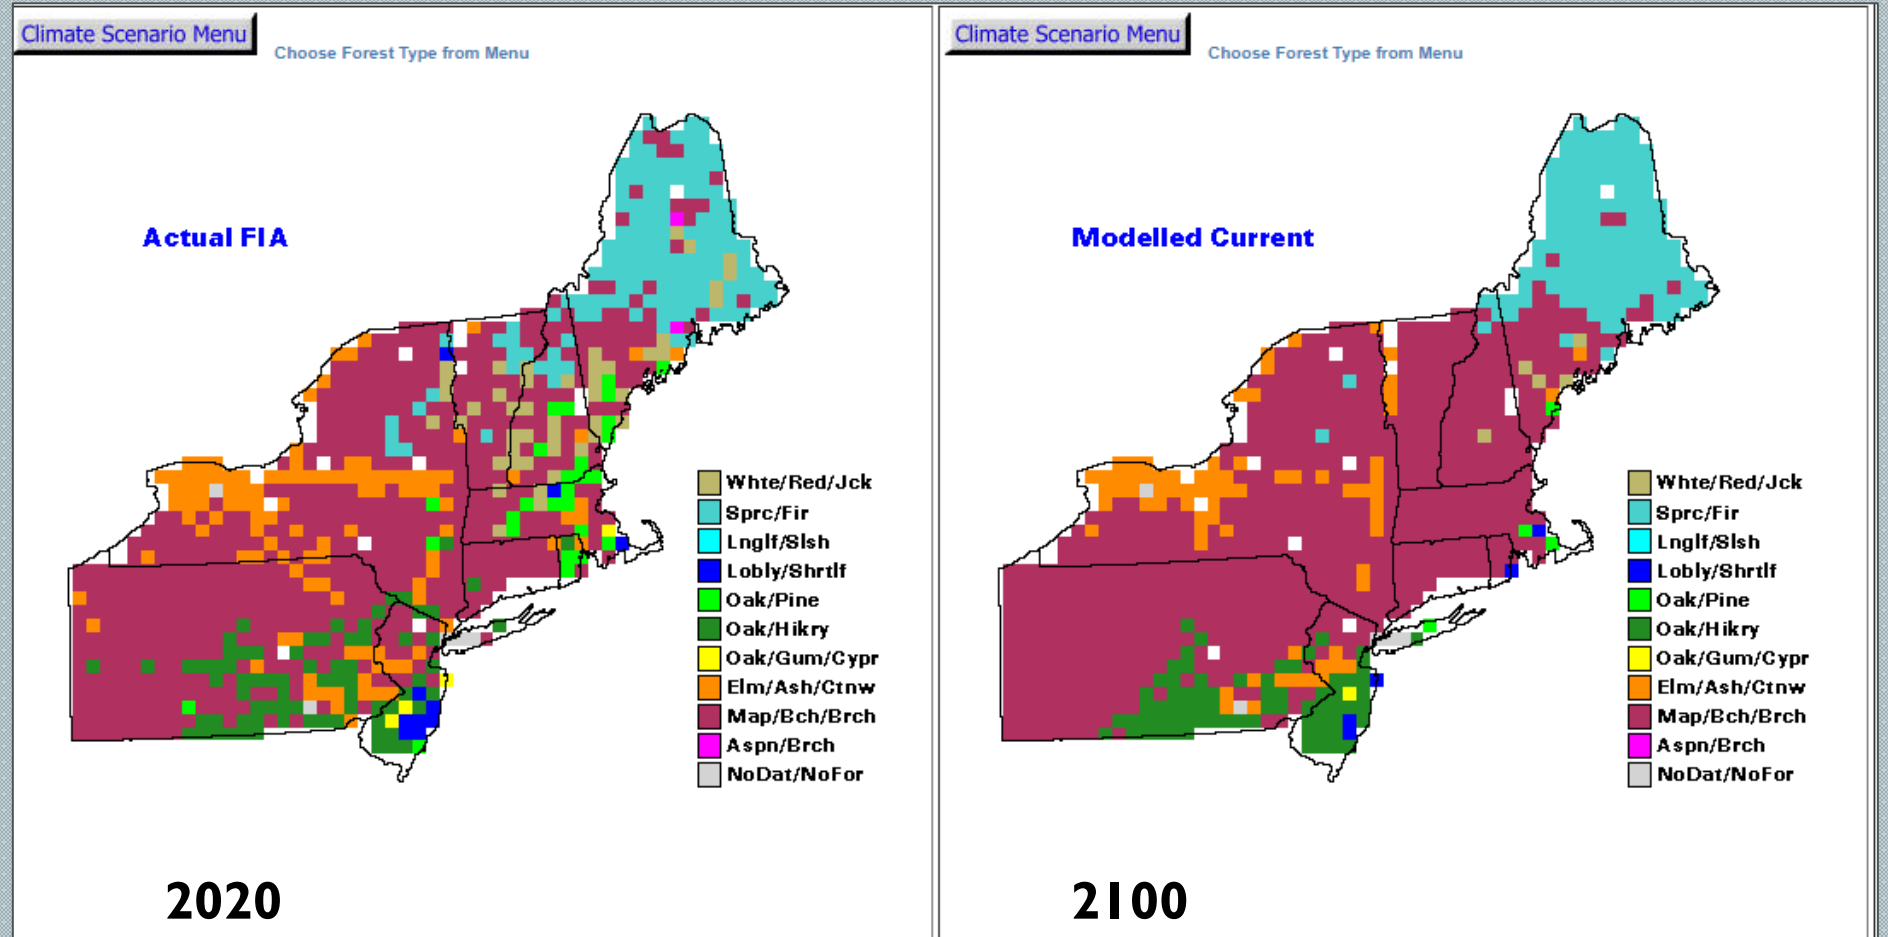 Climate Scenario Menu
Choose Forest Type from Menu
Actual FIA
Whte/Red/Jck
Sprc/Fir
Lnglf/Slsh
Lobly/Shrtlf
Oak/Pine
Oak/Hikry
Oak/Gum/Cypr
Elm/Ash/Ctnw
Map/Bch/Brch
Aspn/Brch
NoDat/NoFor
2020
Climate Scenario Menu
Choose Forest Type from Menu
Modelled Current
Whte/Red/Jck
Sprc/Fir
Lnglf/Slsh
Lobly/Shrtlf
Oak/Pine
Oak/Hikry
Oak/Gum/Cypr
Elm/Ash/Ctnw
Map/Bch/Brch
Aspn/Brch
NoDat/NoFor
2100